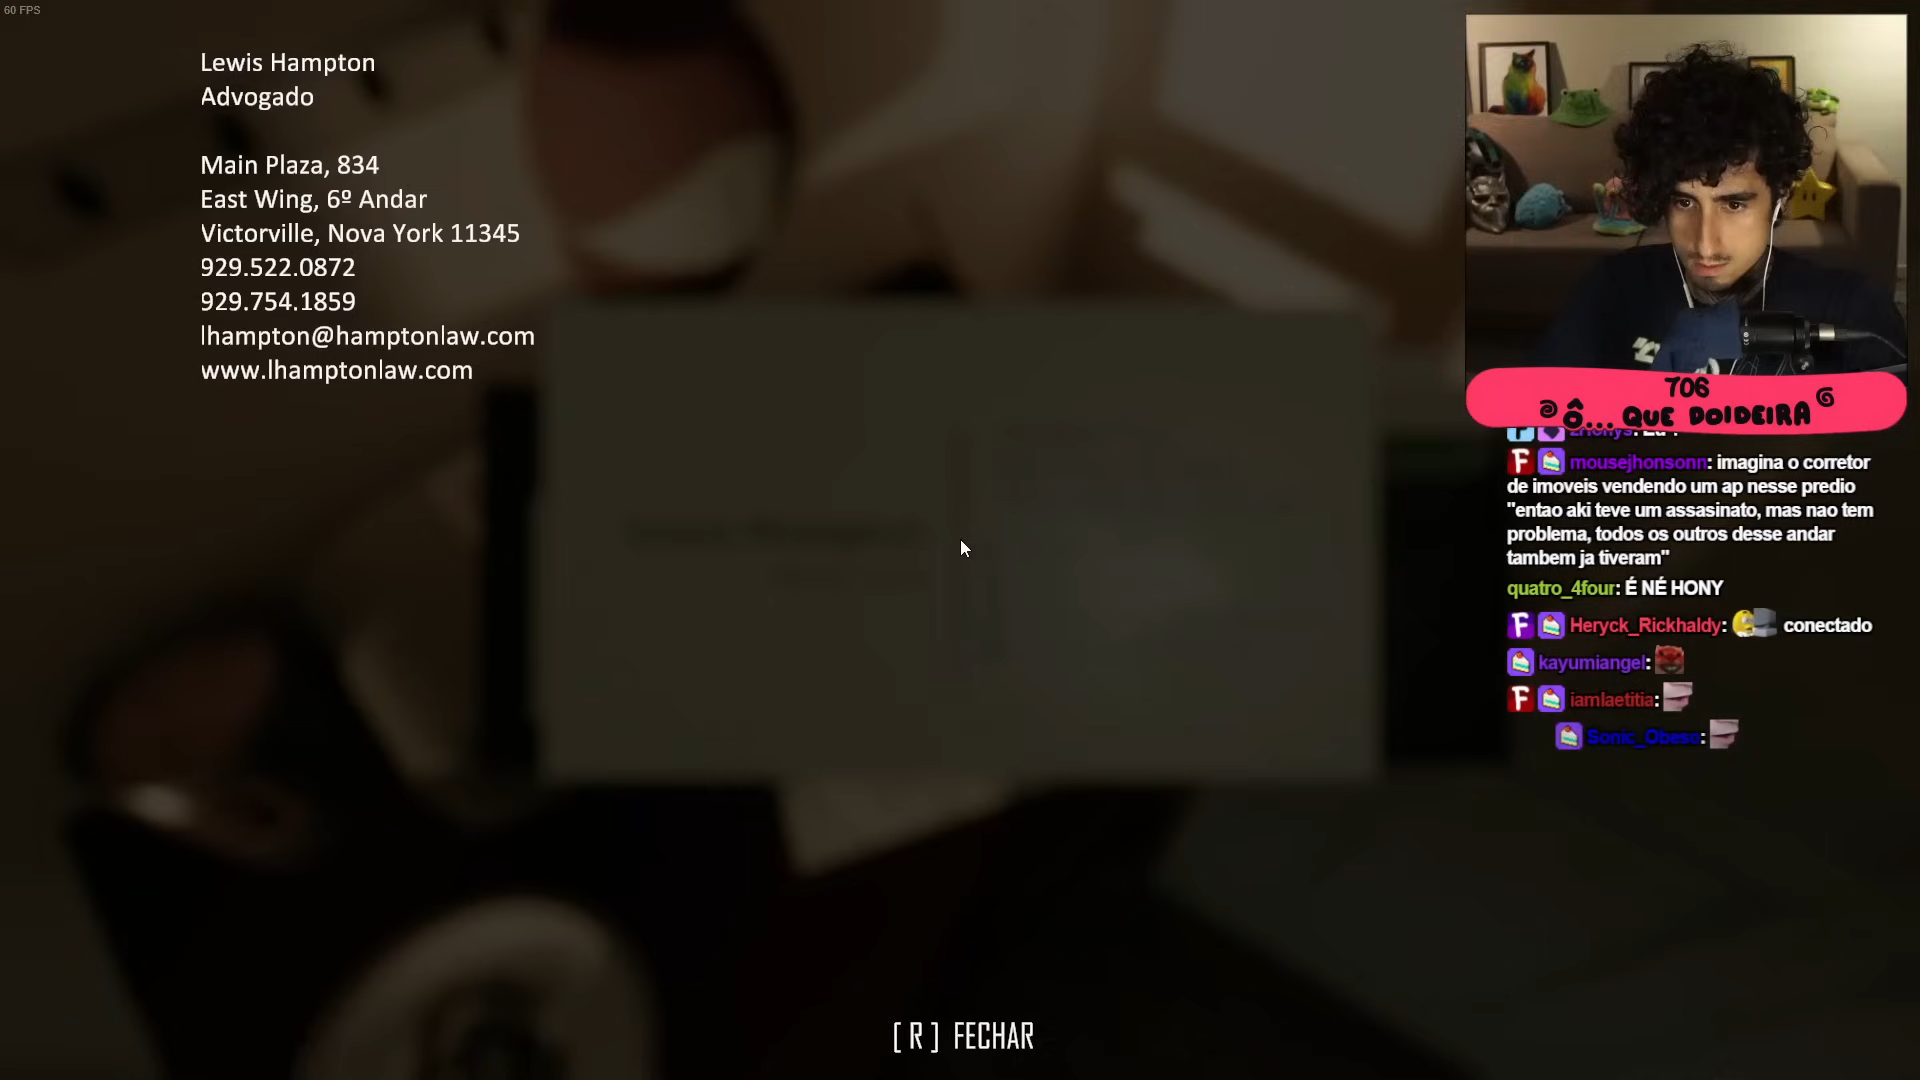 60 FPS
Lewis Hampton
Advogado
Main Plaza, 834
East Wing, 6º Andar
Victorville, Nova York 11345
929.522.0872
929.754.1859
lhampton@hamptonlaw.com
www.lhamptonlaw.com
706
Ô... QUE DOIDEIRA
mousejhonsonn: imagina o corretor
de imoveis vendendo um ap nesse predio
"entao aki teve um assasinato, mas nao tem
problema, todos os outros desse andar
tambem ja tiveram"
quatro_4four: É NÉ HONY
Heryck_Rickhaldy: conectado
kayumiangel:
iamlaetitia:
Sonic_Obeso:
[ R ] FECHAR